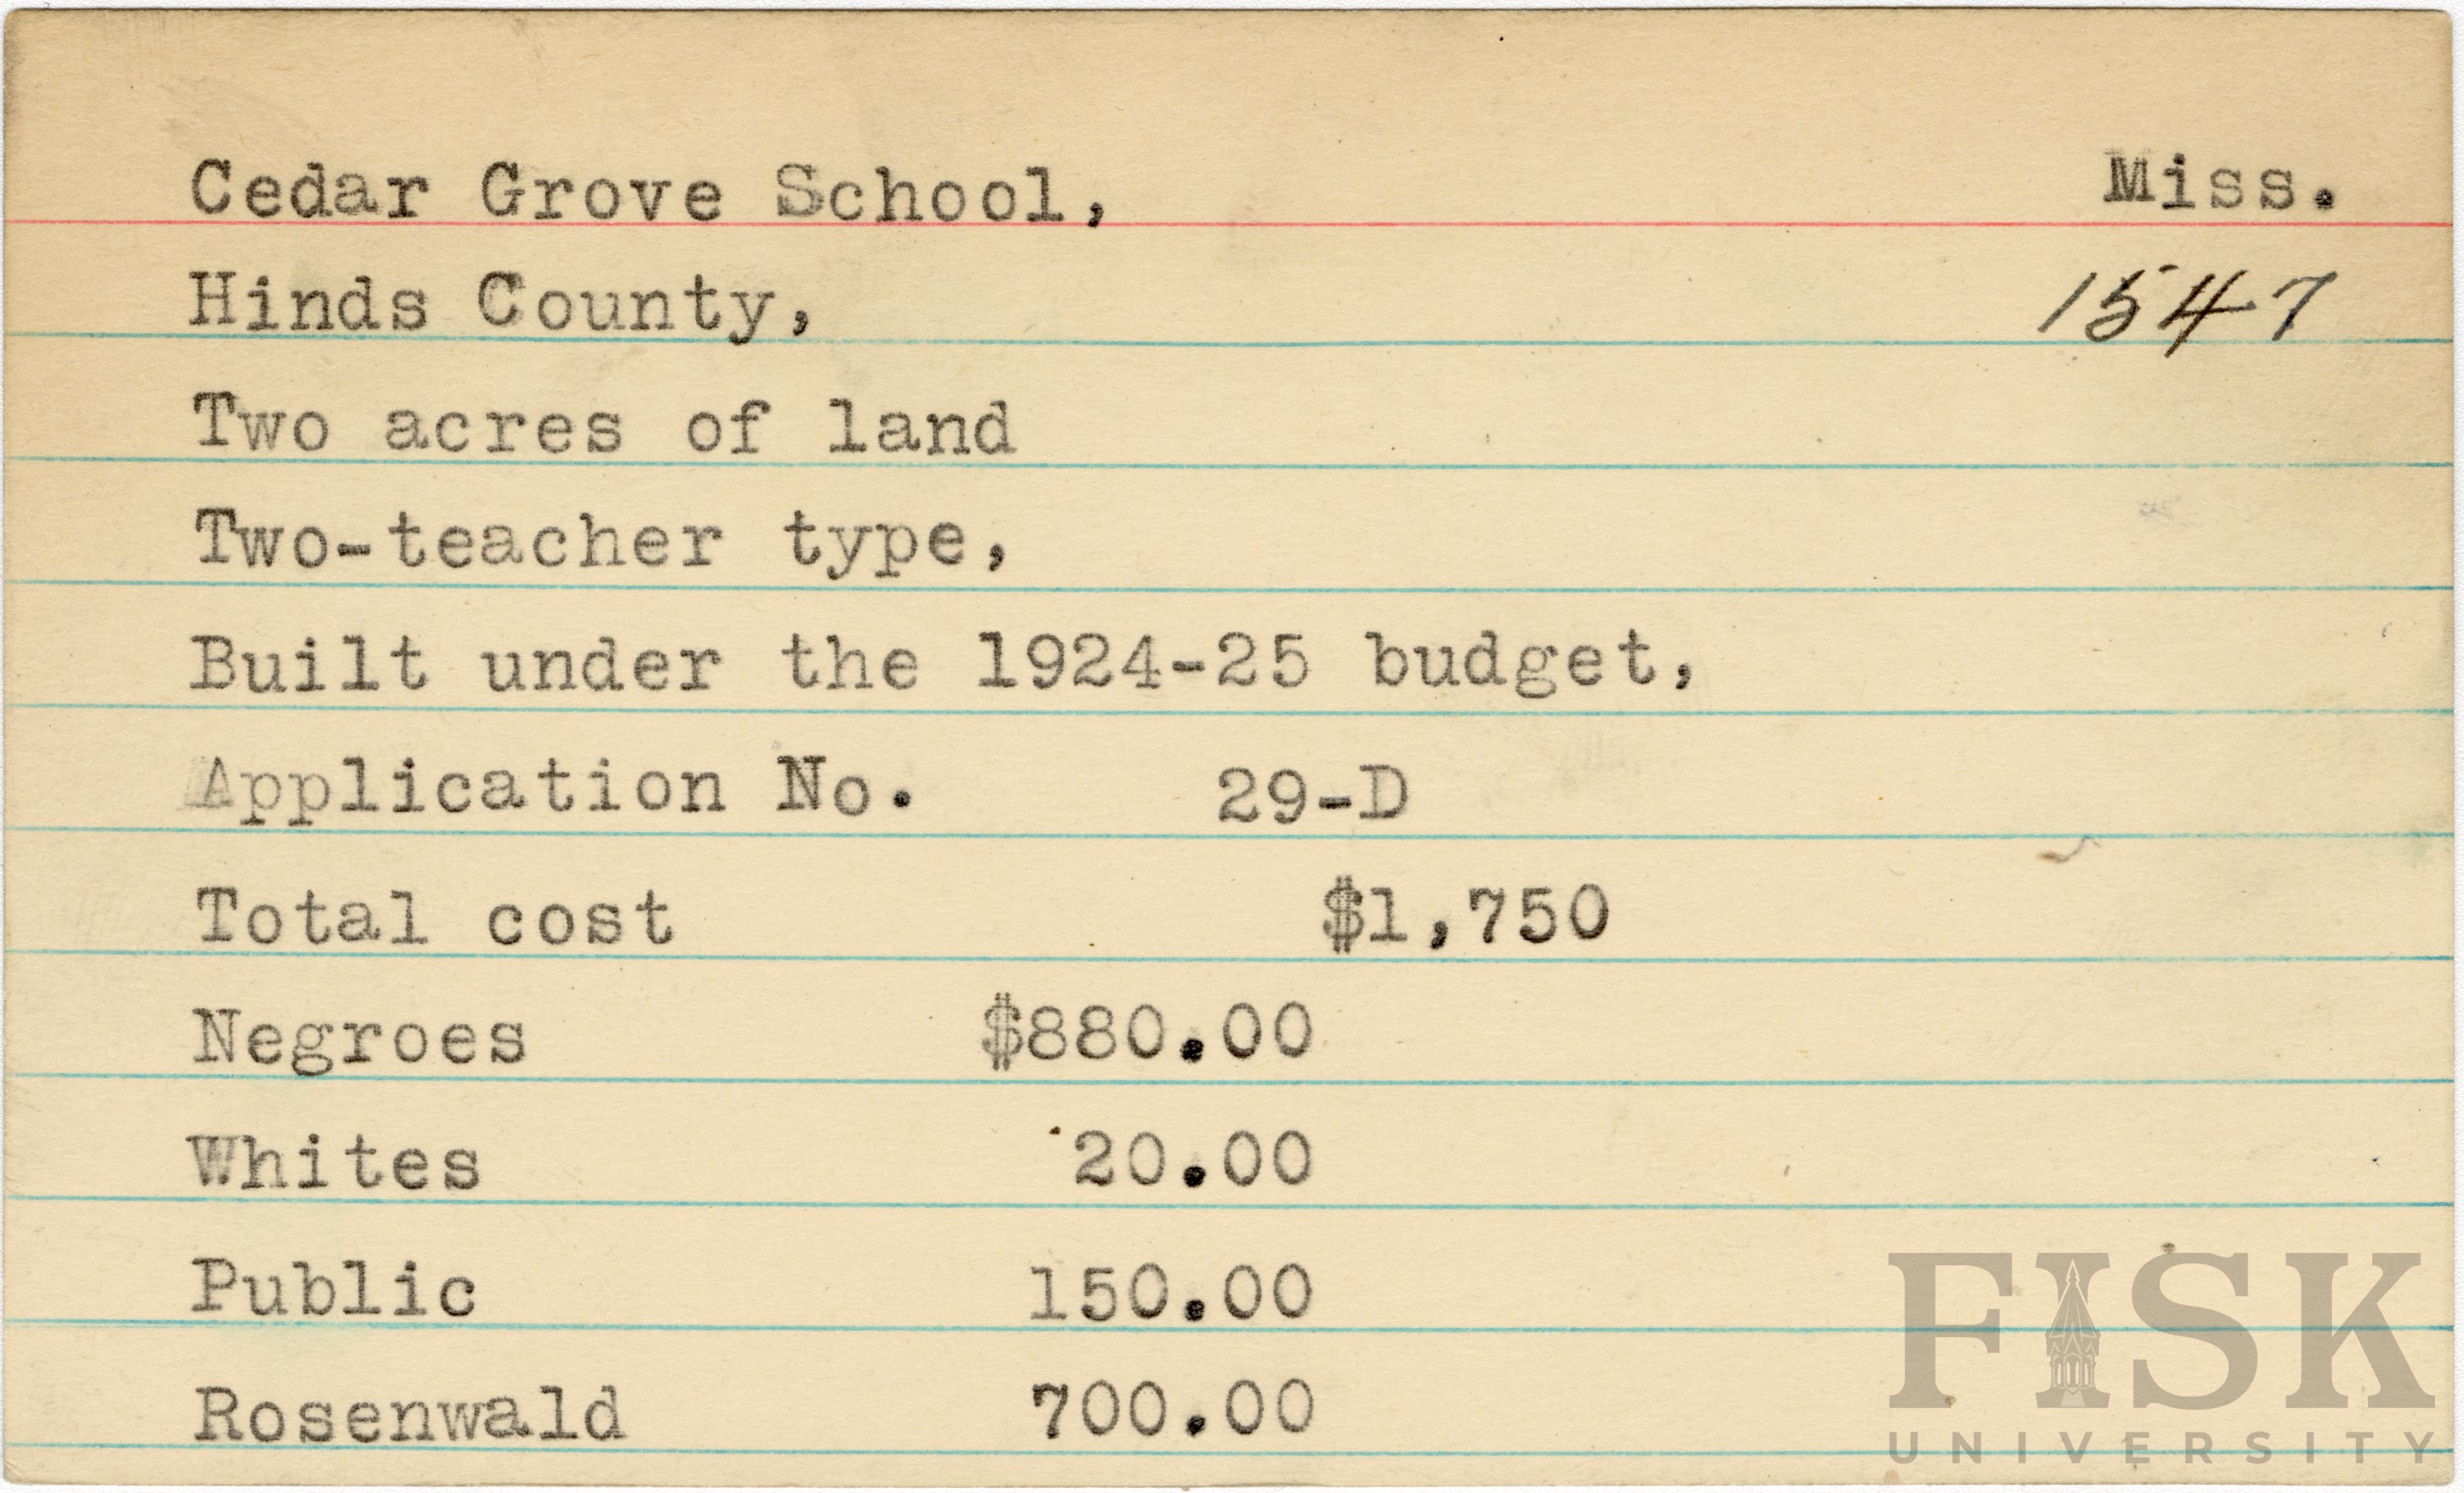 Cedar Grove School, Miss.
Hinds County, 1547
Two acres of land
Two-teacher type,
Built under the 1924-25 budget,
Application No. 29-D
Total cost $1,750
Negroes $880.00
Whites 20.00
Public 150.00
Rosenwald 700.00
FISK
UNIVERSITY